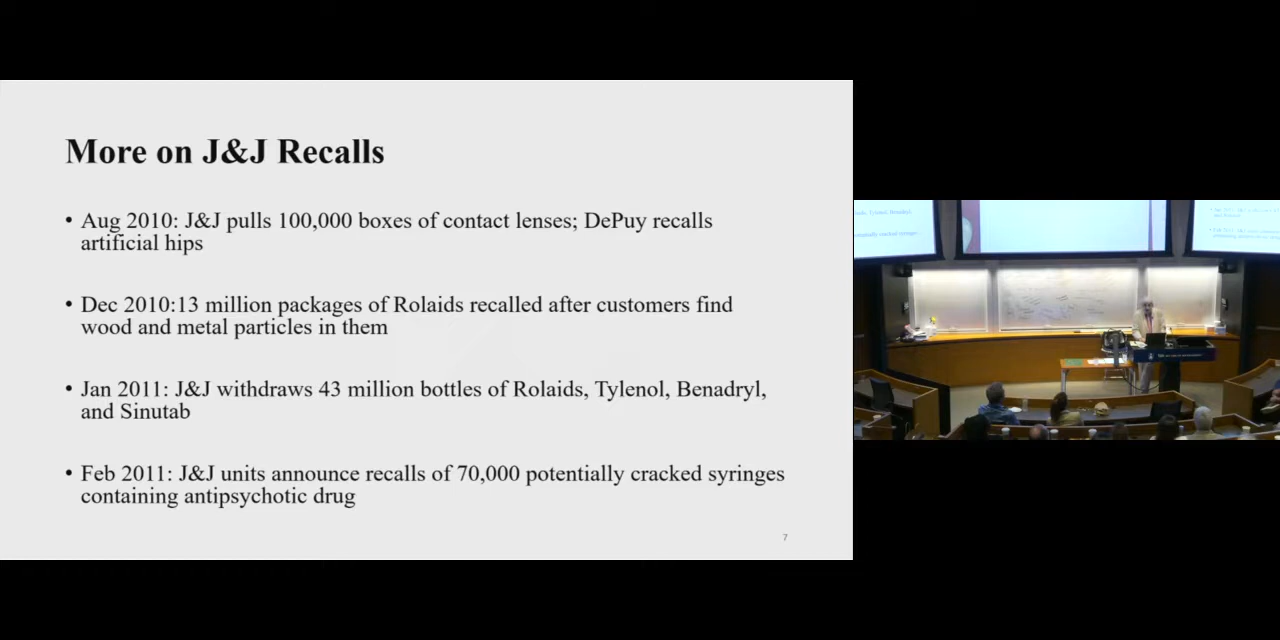 More on J&J Recalls
• Aug 2010: J&J pulls 100,000 boxes of contact lenses; DePuy recalls
artificial hips
• Dec 2010:13 million packages of Rolaids recalled after customers find
wood and metal particles in them
• Jan 2011: J&J withdraws 43 million bottles of Rolaids, Tylenol, Benadryl,
and Sinutab
• Feb 2011: J&J units announce recalls of 70,000 potentially cracked syringes
containing antipsychotic drug
7